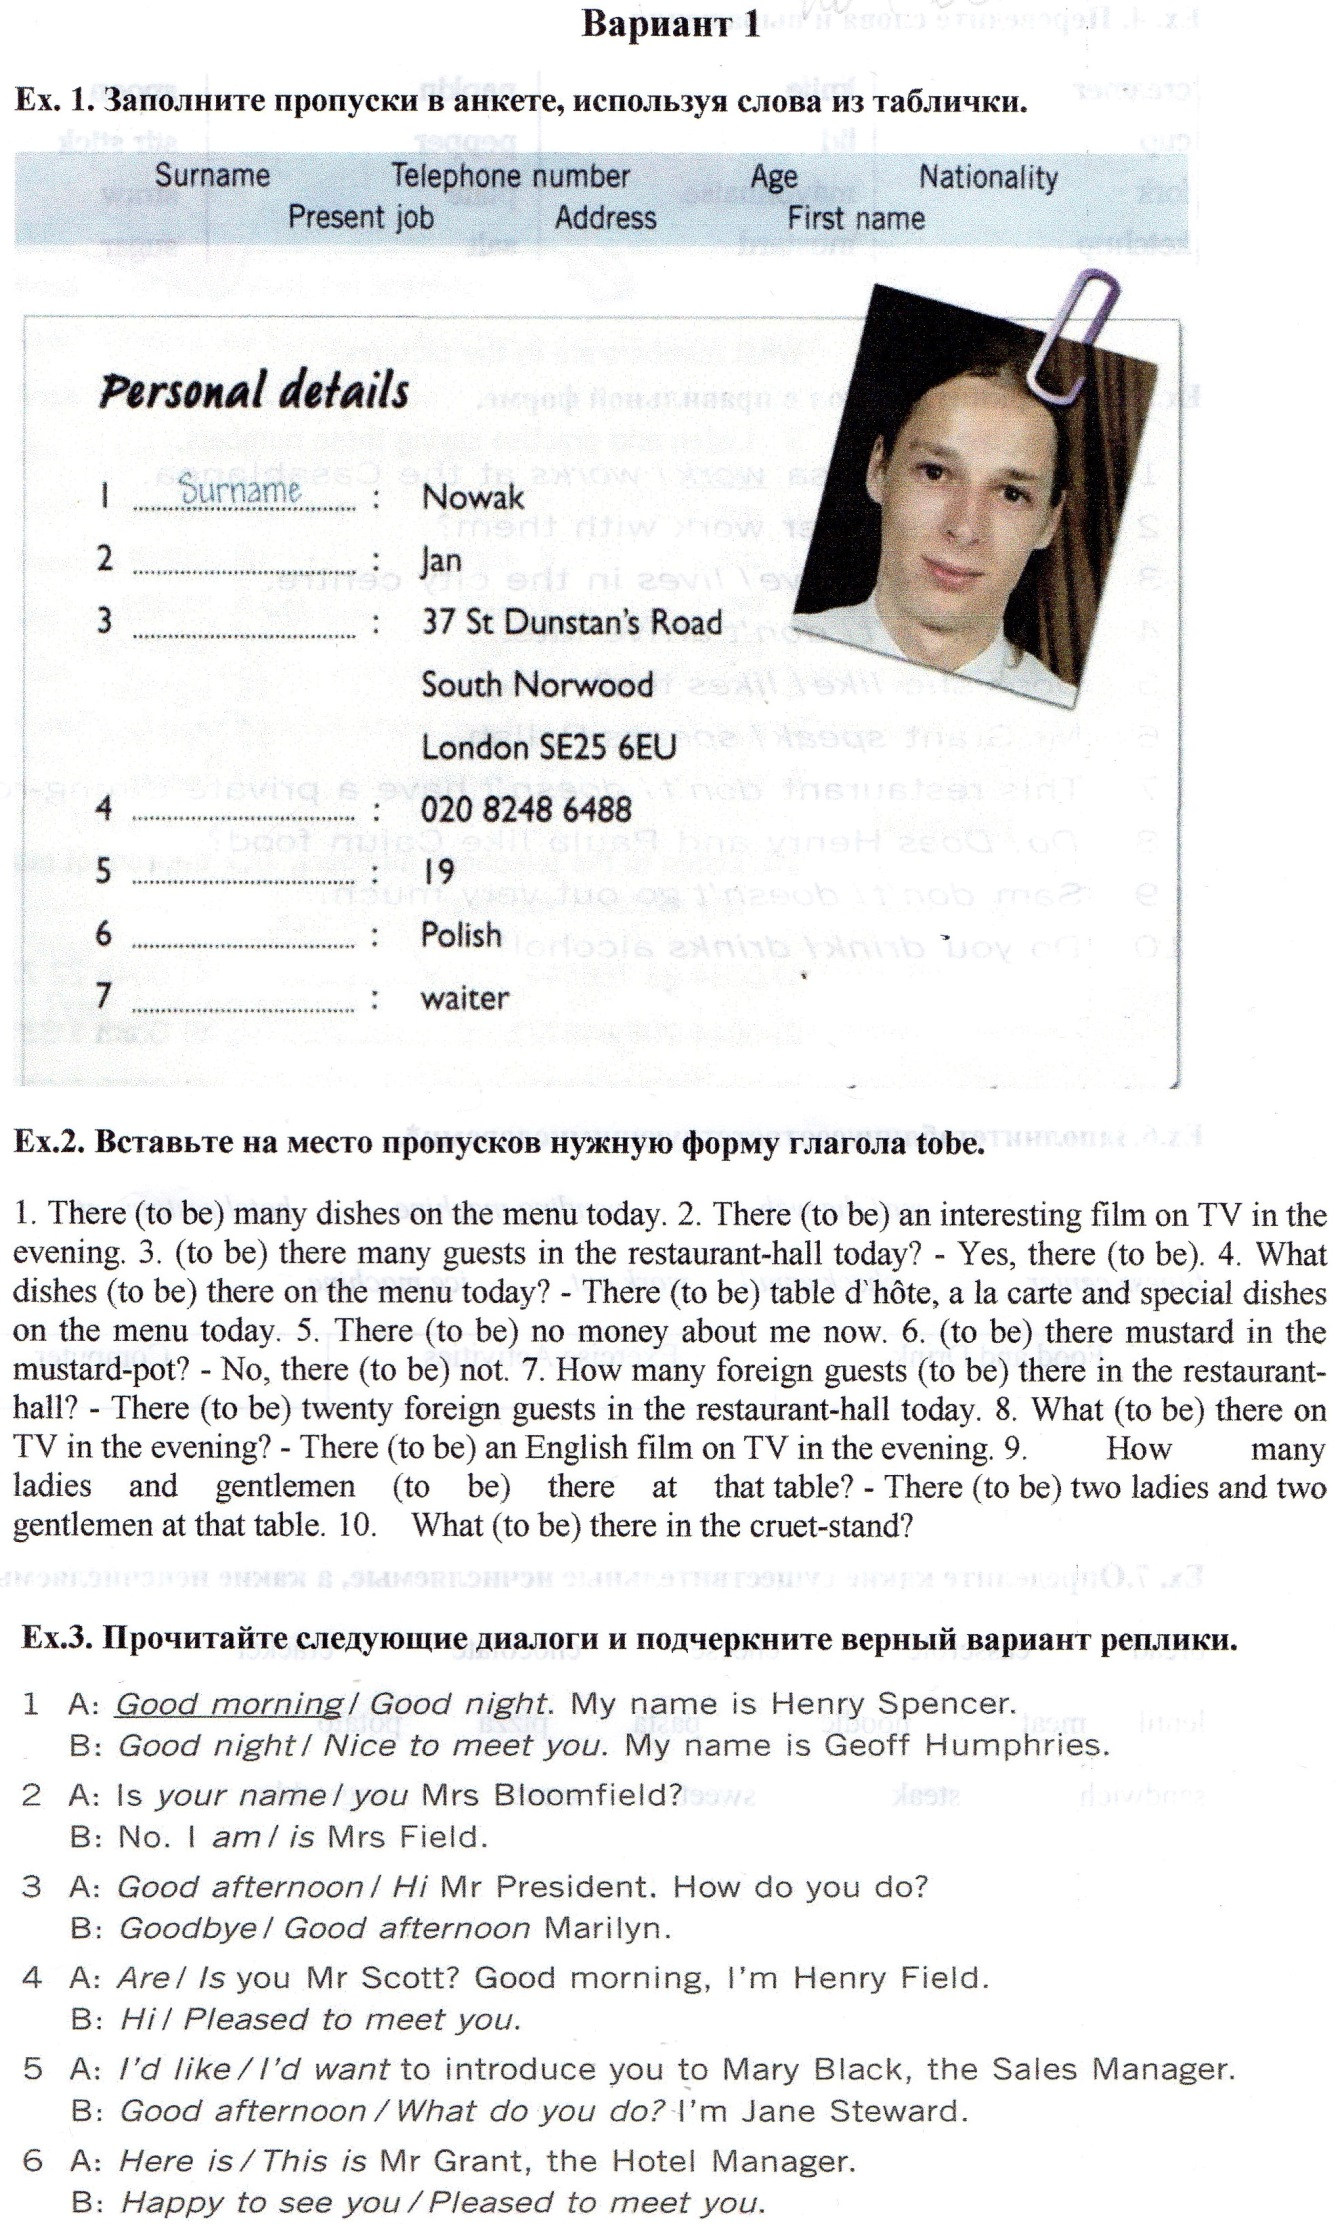 Вариант 1
Ex. 1. Заполните пропуски в анкете, используя слова из таблички.
Surname Telephone number Age Nationality
Present job Address First name
Personal details
1 Surname : Nowak
2 : Jan
3 : 37 St Dunstan's Road
South Norwood
London SE25 6EU
4 : 020 8248 6488
5 : 19
6 : Polish
7 : waiter
Ex.2. Вставьте на место пропусков нужную форму глагола tobe.
1. There (to be) many dishes on the menu today. 2. There (to be) an interesting film on TV in the
evening. 3. (to be) there many guests in the restaurant-hall today? - Yes, there (to be). 4. What
dishes (to be) there on the menu today? - There (to be) table d hôte, a la carte and special dishes
on the menu today. 5. There (to be) no money about me now. 6. (to be) there mustard in the
mustard-pot? - No, there (to be) not. 7. How many foreign guests (to be) there in the restaurant-
hall? - There (to be) twenty foreign guests in the restaurant-hall today. 8. What (to be) there on
TV in the evening? - There (to be) an English film on TV in the evening. 9. How many
ladies and gentlemen (to be) there at that table? - There (to be) two ladies and two
gentlemen at that table. 10. What (to be) there in the cruet-stand?
Ex.3. Прочитайте следующие диалоги и подчеркните верный вариант реплики.
1 A: Good morning / Good night. My name is Henry Spencer.
B: Good night / Nice to meet you. My name is Geoff Humphries.
2 A: Is your name / you Mrs Bloomfield?
B: No. I am / is Mrs Field.
3 A: Good afternoon / Hi Mr President. How do you do?
B: Goodbye / Good afternoon Marilyn.
4 A: Are / Is you Mr Scott? Good morning, I'm Henry Field.
B: Hi / Pleased to meet you.
5 A: I'd like / I'd want to introduce you to Mary Black, the Sales Manager.
B: Good afternoon / What do you do? I'm Jane Steward.
6 A: Here is / This is Mr Grant, the Hotel Manager.
B: Happy to see you / Pleased to meet you.